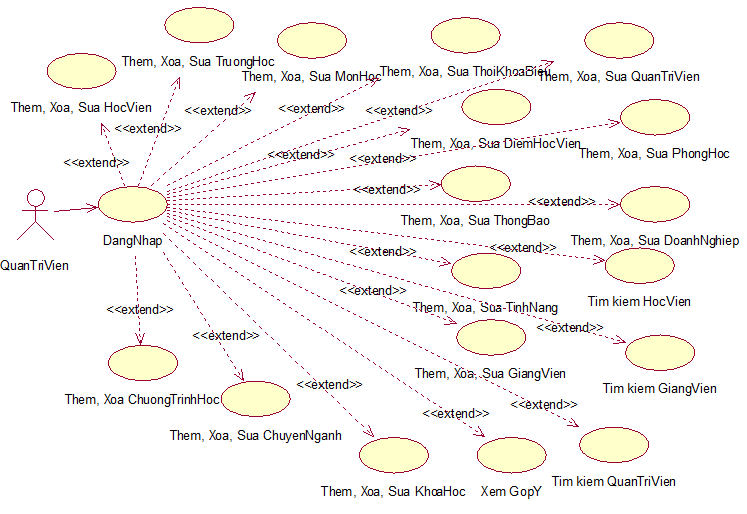 Them, Xoa, Sua TruongHoc
Them, Xoa, Sua MonHoc
Them, Xoa, Sua ThoiKhoaBieu
Them, Xoa, Sua QuanTriVien
Them, Xoa, Sua HocVien
<<extend>>
<<extend>>
<<extend>>
<<extend>>
<<extend>>
Them, Xoa, Sua DiemHocVien
Them, Xoa, Sua PhongHoc
<<extend>>
<<extend>>
<<extend>>
<<extend>>
Them, Xoa, Sua ThongBao
DangNhap
Them, Xoa, Sua DoanhNghiep
<<extend>>
<<extend>>
QuanTriVien
<<extend>>
Tim kiem HocVien
Them, Xoa, Sua TinhNang
<<extend>>
<<extend>>
<<extend>>
<<extend>>
Them, Xoa, Sua GiangVien
Tim kiem GiangVien
<<extend>>
Them, Xoa ChuongTrinhHoc
<<extend>>
<<extend>>
Them, Xoa, Sua ChuyenNganh
Them, Xoa, Sua KhoaHoc
Xem GopY
Tim kiem QuanTriVien